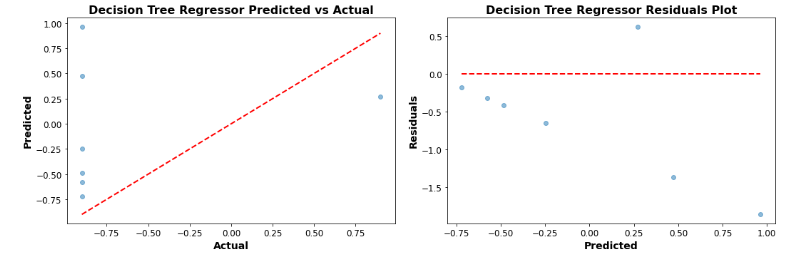 Decision Tree Regressor Predicted vs Actual
1.00
0.75
0.50
0.25
0.00
−0.25
−0.50
−0.75
Predicted
−0.75 −0.50 −0.25 0.00 0.25 0.50 0.75
Actual
Decision Tree Regressor Residuals Plot
0.5
0.0
−0.5
−1.0
−1.5
Residuals
−0.75 −0.50 −0.25 0.00 0.25 0.50 0.75 1.00
Predicted